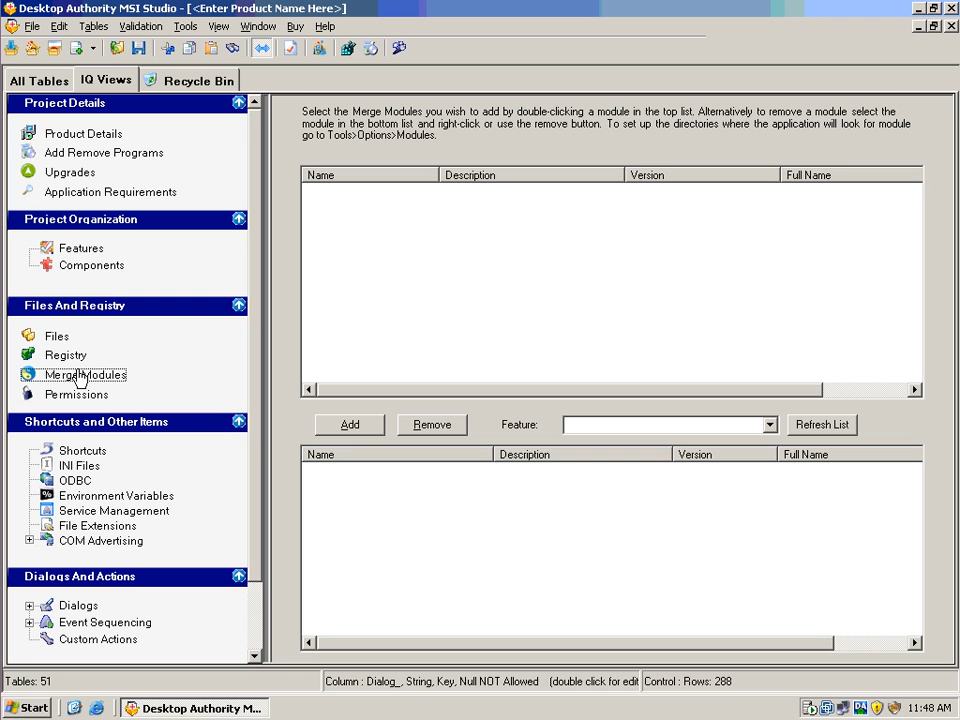 Desktop Authority MSI Studio - [<Enter Product Name Here>]
File Edit Tables Validation Tools View Window Buy Help
All Tables IQ Views Recycle Bin
Project Details
Product Details
Add Remove Programs
Upgrades
Application Requirements
Project Organization
Features
Components
Files And Registry
Files
Registry
Merge Modules
Permissions
Shortcuts and Other Items
Shortcuts
INI Files
ODBC
Environment Variables
Service Management
File Extensions
COM Advertising
Dialogs And Actions
Dialogs
Event Sequencing
Custom Actions
Select the Merge Modules you wish to add by double-clicking a module in the top list. Alternatively to remove a module select the
module in the bottom list and right-click or use the remove button. To set up the directories where the application will look for module
go to Tools>Options>Modules.
Name Description Version Full Name
Add Remove Feature: Refresh List
Name Description Version Full Name
Tables: 51 Column : Dialog_, String, Key, Null NOT Allowed (double click for edit Control : Rows: 288
Start Desktop Authority M... 11:48 AM